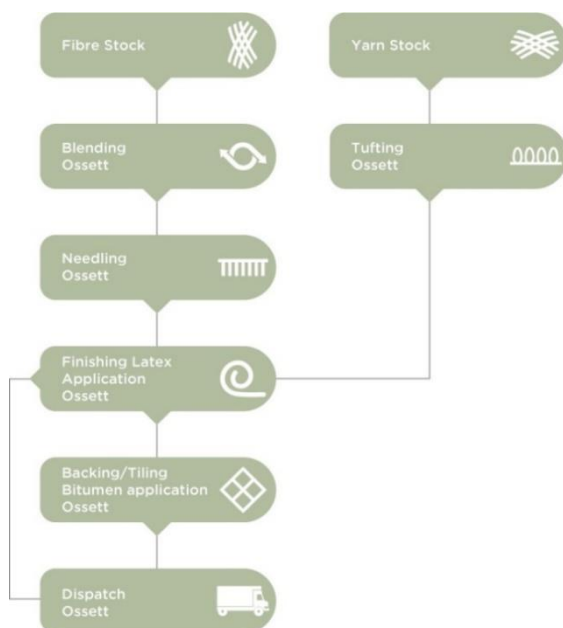 Fibre Stock
Yarn Stock
Blending
Ossett
Tufting
Ossett
Needling
Ossett
Finishing Latex
Application
Ossett
Backing/Tiling
Bitumen application
Ossett
Dispatch
Ossett